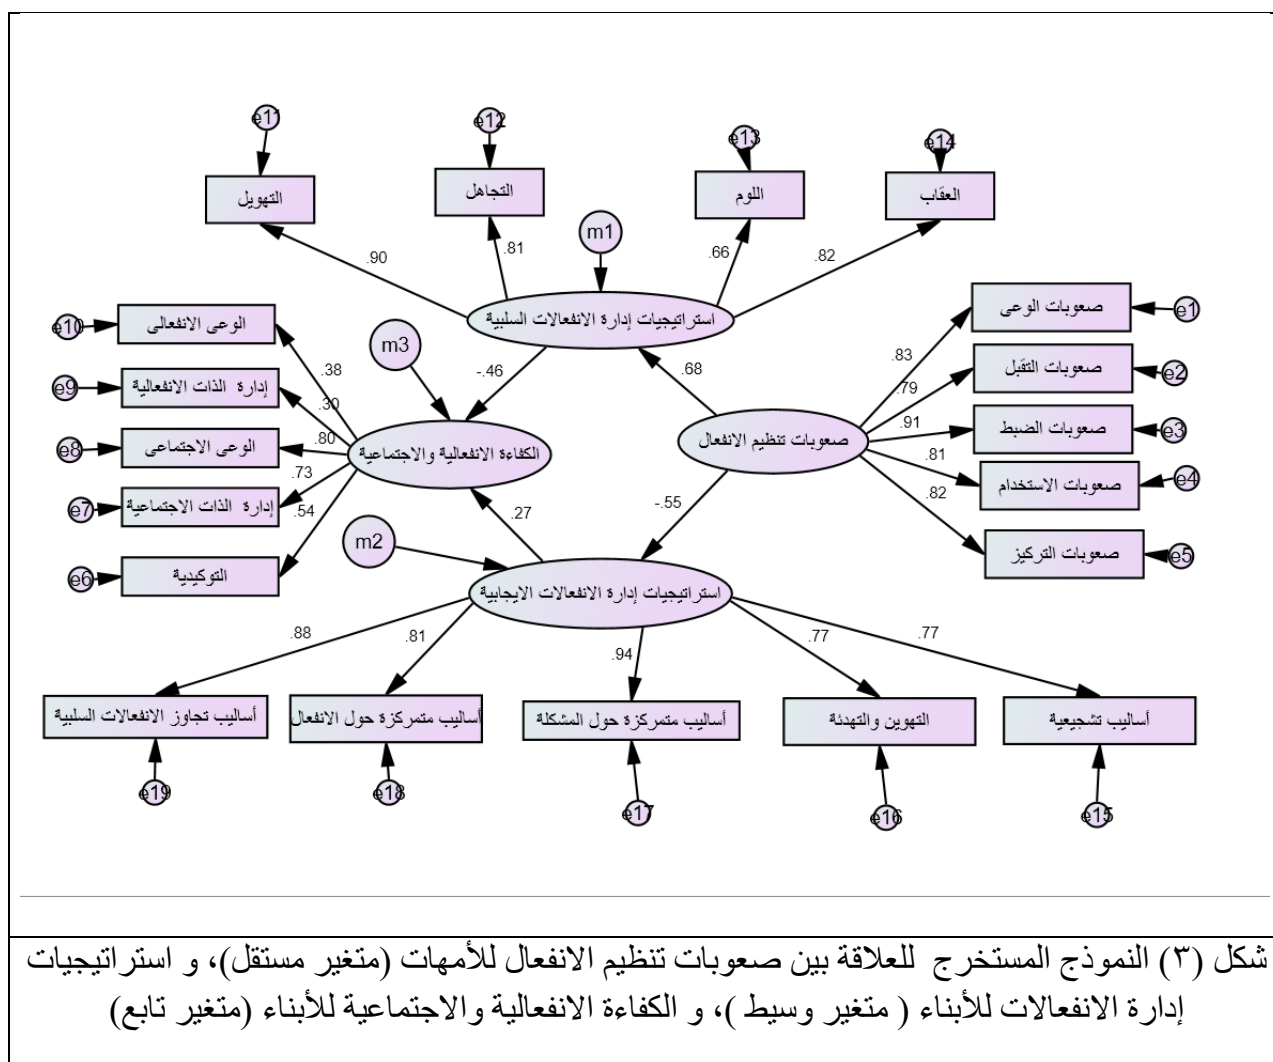 e11
e12
e13
e14
التهويل
التجاهل
اللوم
العقاب
m1
.90
.81
.66
.82
استراتيجيات إدارة الانفعالات السلبية
e10
الوعى الانفعالى
m3
صعوبات الوعى
e1
e9
إدارة الذات الانفعالية
.38
-.46
.68
.83
صعوبات التقبل
e2
.30
.79
e8
الوعى الاجتماعى
.80
الكفاءة الانفعالية والاجتماعية
صعوبات تنظيم الانفعال
.91
صعوبات الضبط
e3
.73
.81
صعوبات الاستخدام
e4
e7
إدارة الذات الاجتماعية
.54
.27
-.55
.82
m2
صعوبات التركيز
e5
e6
التوكيدية
استراتيجيات إدارة الانفعالات الايجابية
.88
.81
.94
.77
.77
أساليب تجاوز الانفعالات السلبية
أساليب متمركزة حول الانفعال
أساليب متمركزة حول المشكلة
التهوين والتهدئة
أساليب تشجيعية
e19
e18
e17
e16
e15
شكل (٣) النموذج المستخرج للعلاقة بين صعوبات تنظيم الانفعال للأمهات (متغير مستقل)، و استراتيجيات
إدارة الانفعالات للأبناء ( متغير وسيط )، و الكفاءة الانفعالية والاجتماعية للأبناء (متغير تابع)